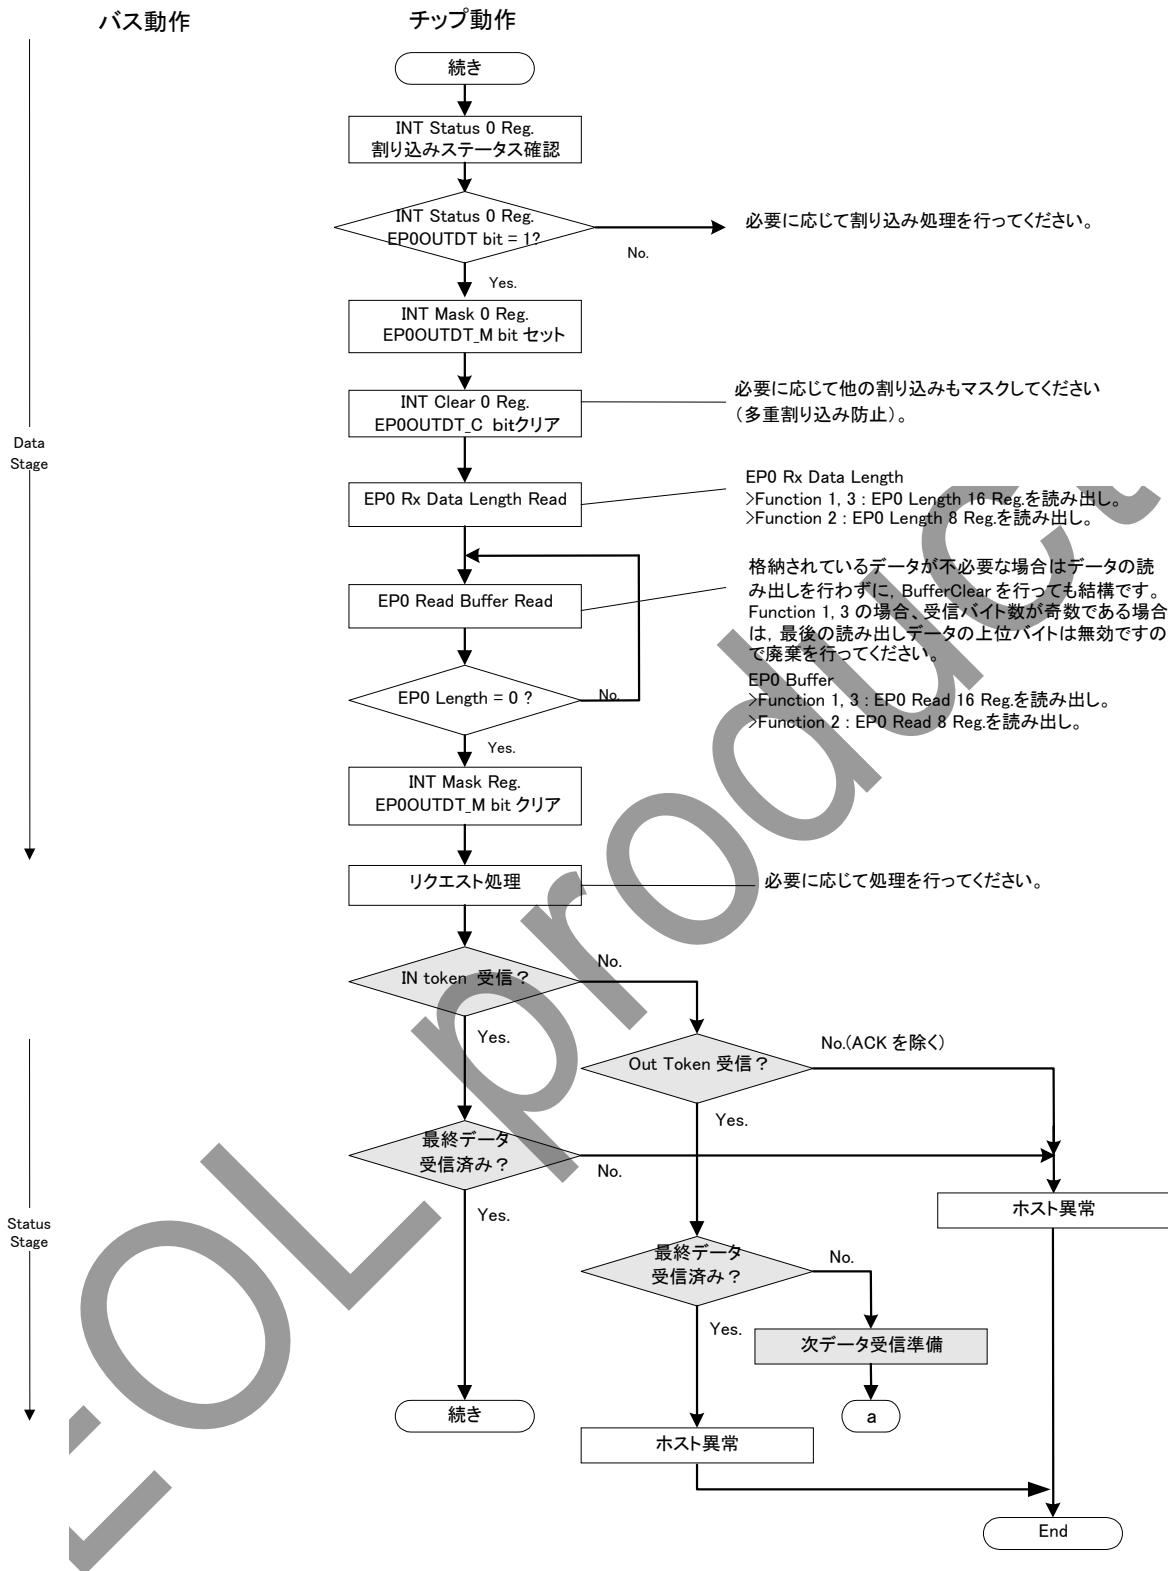 バス動作
チップ動作
続き
INT Status 0 Reg.
割り込みステータス確認
INT Status 0 Reg.
EP0OUTDT bit = 1?
No.
必要に応じて割り込み処理を行ってください。
Yes.
INT Mask 0 Reg.
EP0OUTDT_M bit セット
INT Clear 0 Reg.
EP0OUTDT_C bitクリア
必要に応じて他の割り込みもマスクしてください
（多重割り込み防止）。
Data
Stage
EP0 Rx Data Length Read
EP0 Rx Data Length
>Function 1, 3 : EP0 Length 16 Reg.を読み出し。
>Function 2 : EP0 Length 8 Reg.を読み出し。
EP0 Read Buffer Read
格納されているデータが不必要な場合はデータの読
み出しを行わずに, BufferClear を行っても結構です。
Function 1, 3 の場合、受信バイト数が奇数である場合
は, 最後の読み出しデータの上位バイトは無効ですの
で廃棄を行ってください。
EP0 Buffer
>Function 1, 3 : EP0 Read 16 Reg.を読み出し。
>Function 2 : EP0 Read 8 Reg.を読み出し。
EP0 Length = 0 ?
No.
Yes.
INT Mask Reg.
EP0OUTDT_M bit クリア
リクエスト処理
必要に応じて処理を行ってください。
IN token 受信？
No.
Yes.
Out Token 受信？
No.(ACK を除く)
Yes.
最終データ
受信済み？
No.
Yes.
Status
Stage
ホスト異常
最終データ
受信済み？
No.
Yes.
次データ受信準備
続き
a
ホスト異常
End
EOL product